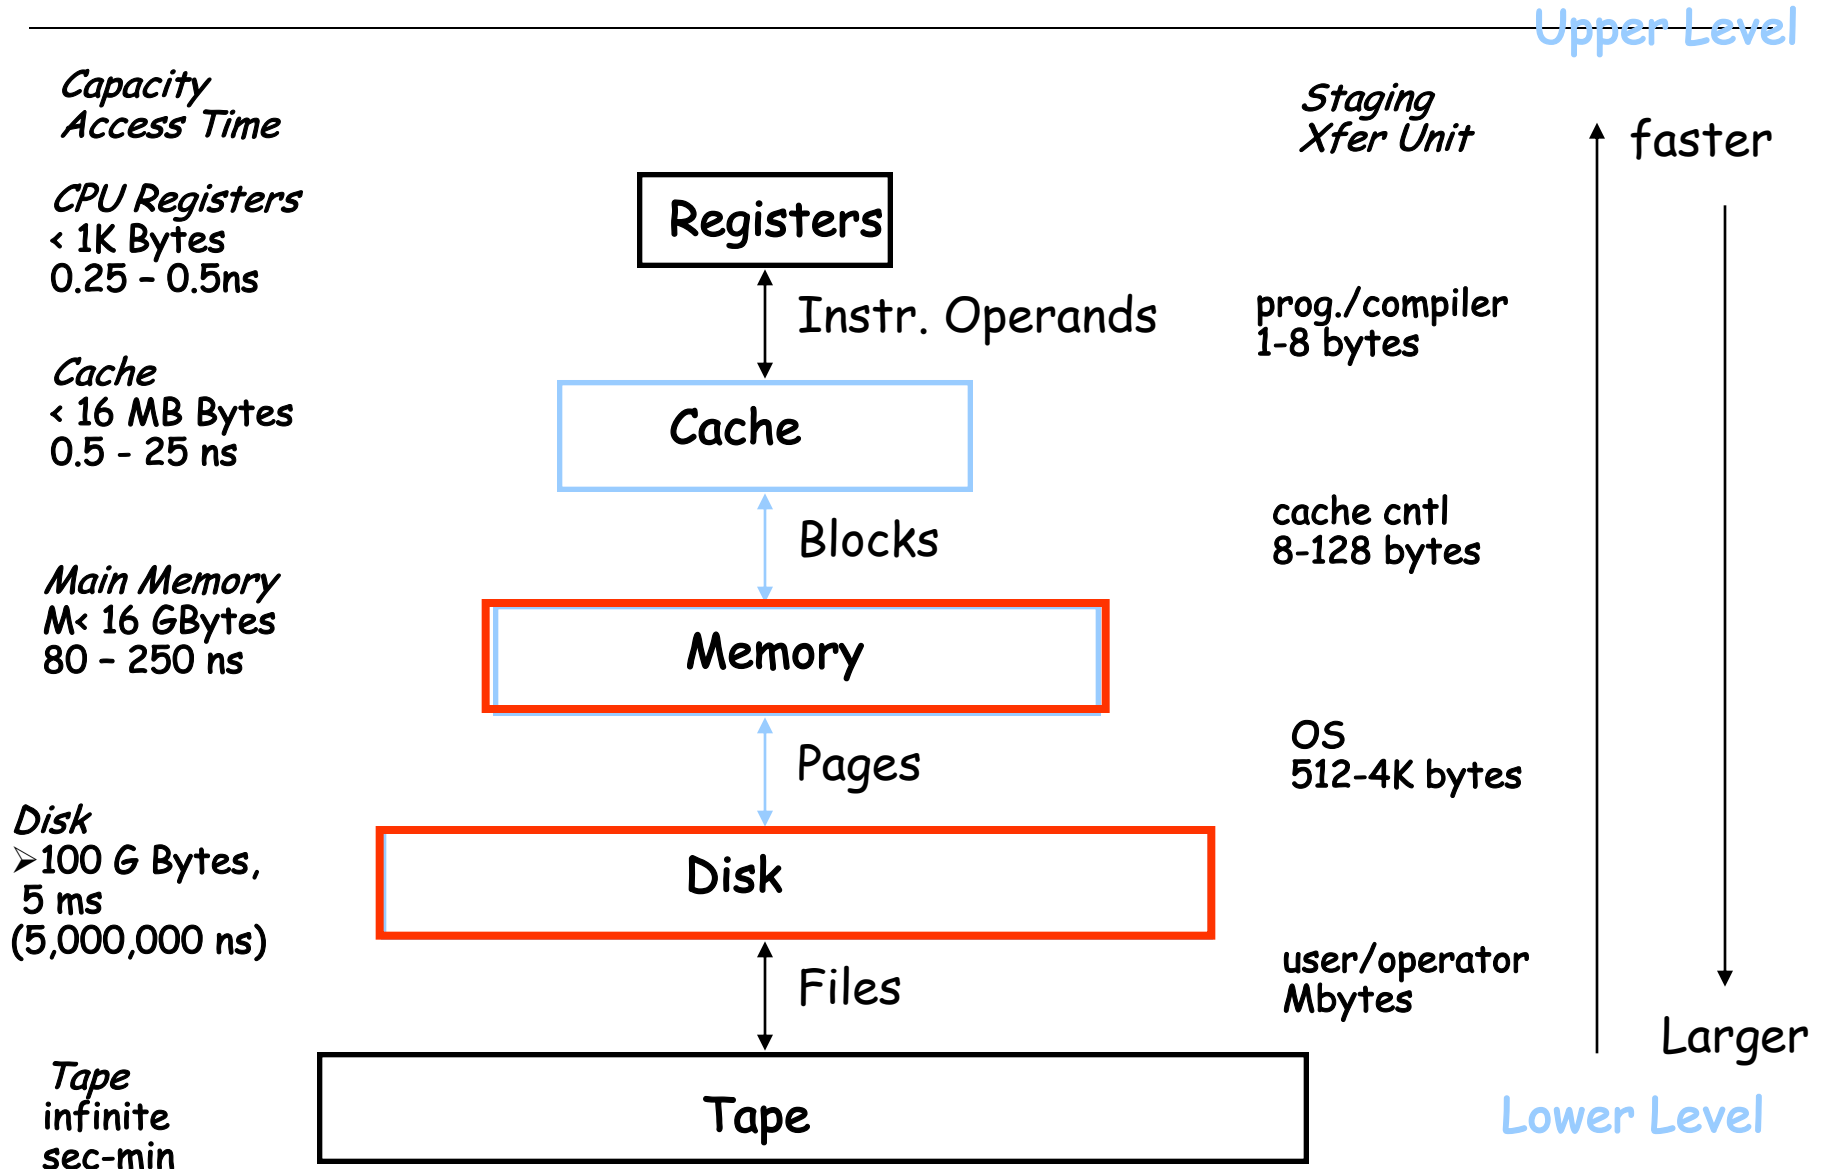 Upper Level
Capacity
Access Time
Staging
Xfer Unit
faster
CPU Registers
< 1K Bytes
0.25 – 0.5ns
Registers
Instr. Operands
prog./compiler
1-8 bytes
Cache
< 16 MB Bytes
0.5 - 25 ns
Cache
Blocks
cache cntl
8-128 bytes
Main Memory
M< 16 GBytes
80 – 250 ns
Memory
Pages
OS
512-4K bytes
Disk
➢100 G Bytes,
5 ms
(5,000,000 ns)
Disk
Files
user/operator
Mbytes
Larger
Tape
infinite
sec-min
Tape
Lower Level